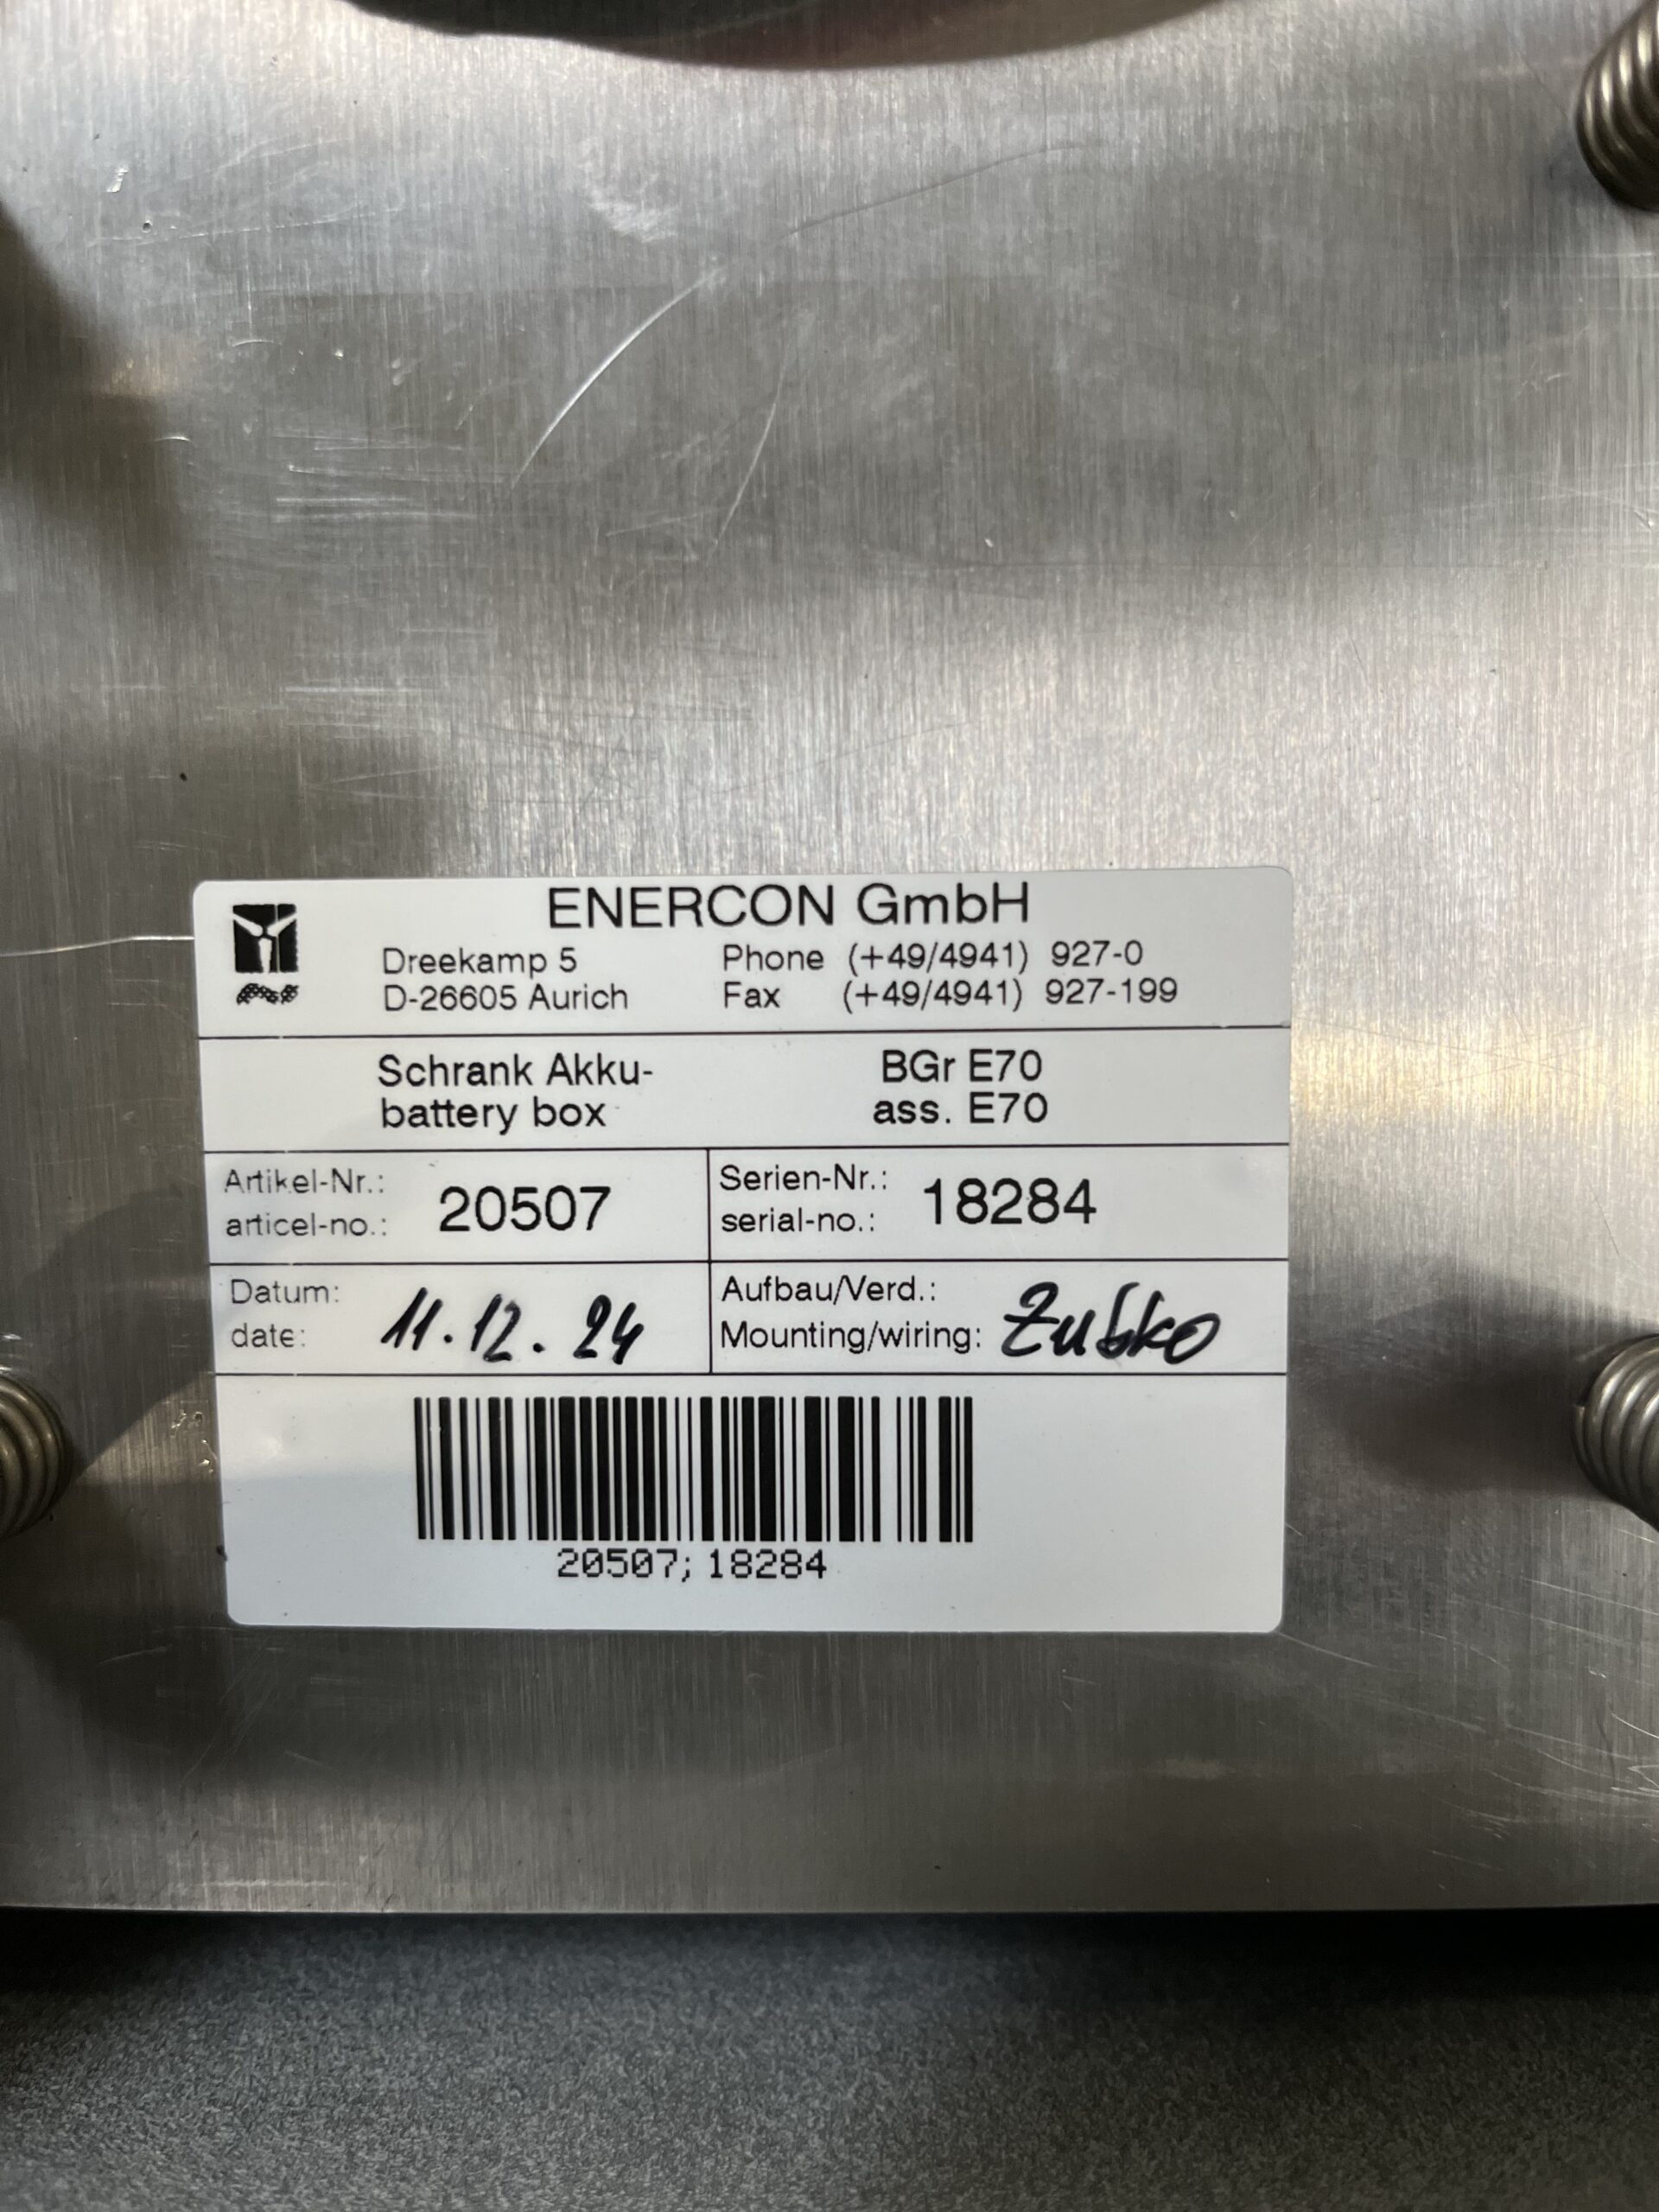 ENERCON GmbH
Dreekamp 5 Phone (+49/4941) 927-0
D-26605 Aurich Fax (+49/4941) 927-199
Schrank Akku- BGr E70
battery box ass. E70
Artikel-Nr.: 20507 Serien-Nr.: 18284
articel-no.: serial-no.:
Datum: 11.12.24 Aufbau/Verd.: Zubko
date: Mounting/wiring:
20507; 18284